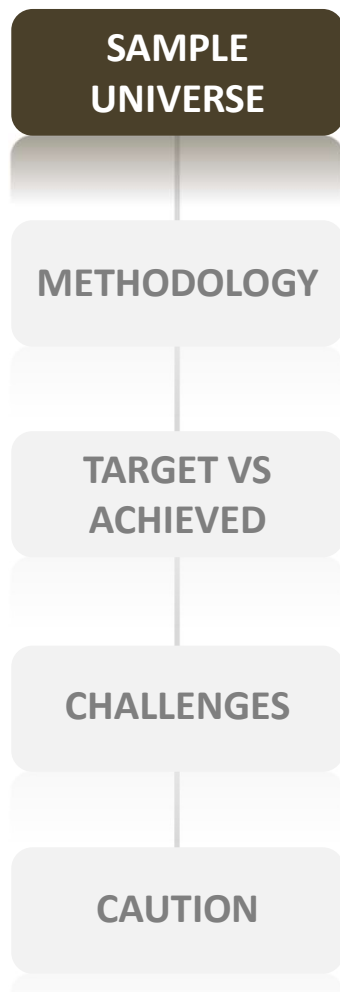 SAMPLE
UNIVERSE
METHODOLOGY
TARGET VS
ACHIEVED
CHALLENGES
CAUTION